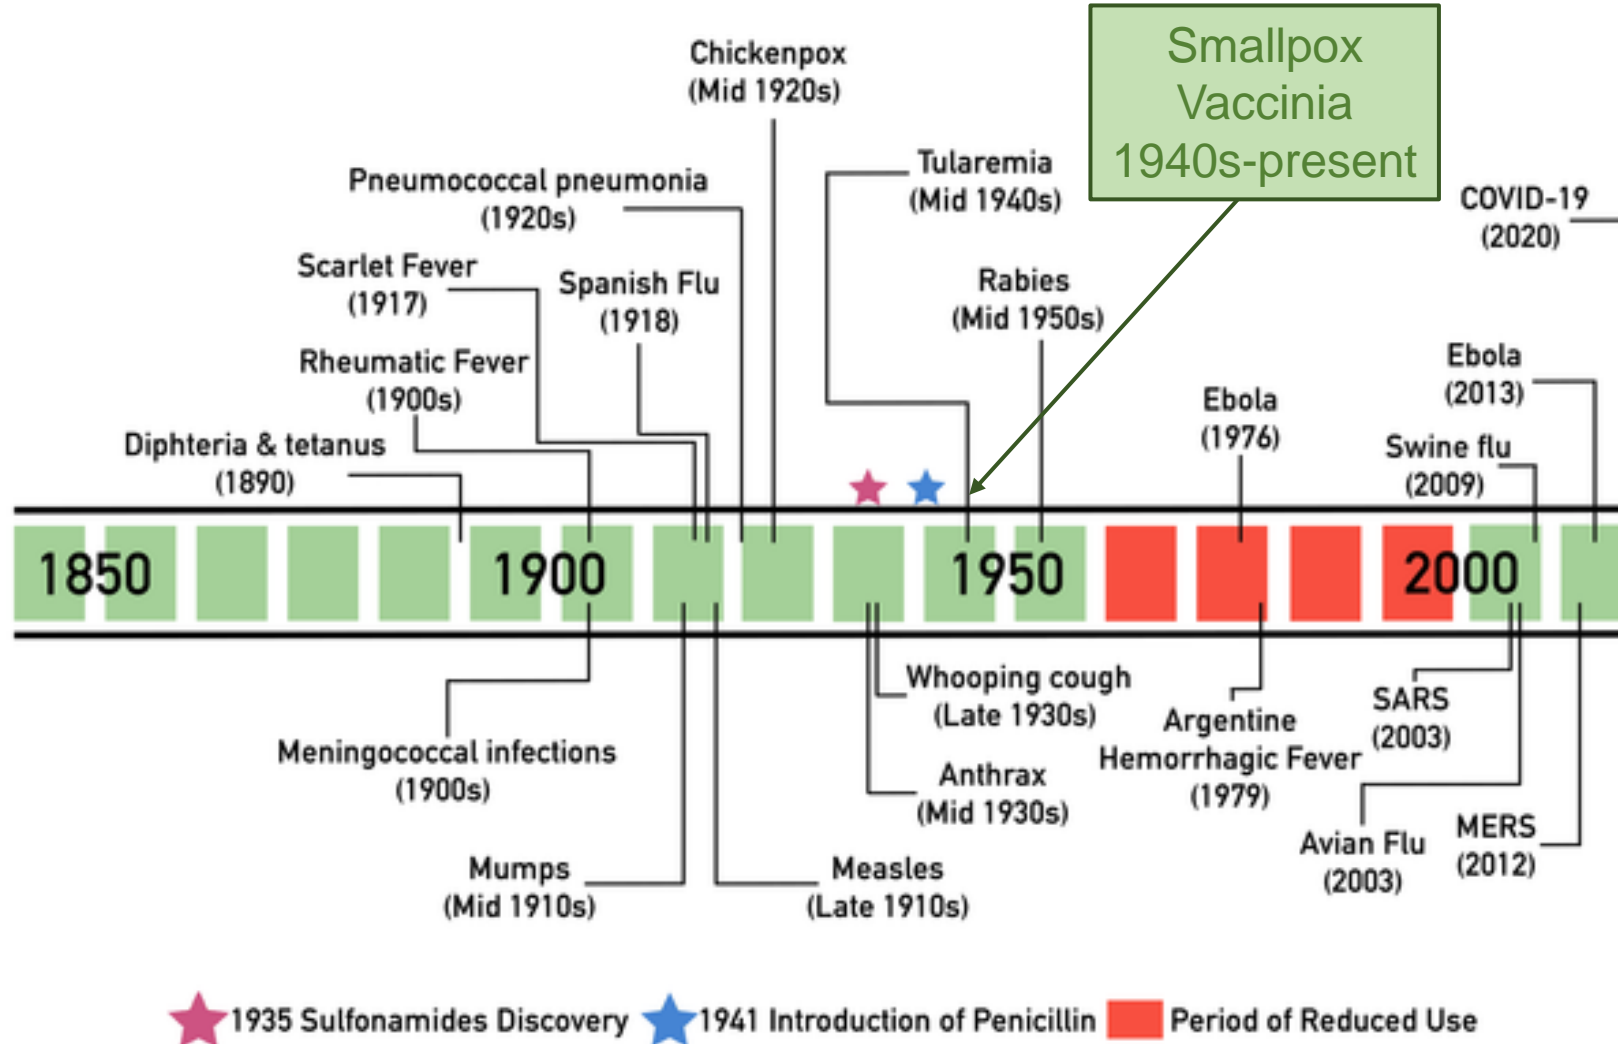 Smallpox
Vaccinia
1940s-present
Chickenpox
(Mid 1920s)
Tularemia
(Mid 1940s)
Pneumococcal pneumonia
(1920s)
COVID-19
(2020)
Scarlet Fever
(1917)
Spanish Flu
(1918)
Rabies
(Mid 1950s)
Rheumatic Fever
(1900s)
Ebola
(2013)
Ebola
(1976)
Diphteria & tetanus
(1890)
Swine flu
(2009)
1850
1900
1950
2000
Whooping cough
(Late 1930s)
Argentine
Hemorrhagic Fever
(1979)
SARS
(2003)
Meningococcal infections
(1900s)
Anthrax
(Mid 1930s)
Avian Flu
(2003)
MERS
(2012)
Mumps
(Mid 1910s)
Measles
(Late 1910s)
1935 Sulfonamides Discovery
1941 Introduction of Penicillin
Period of Reduced Use